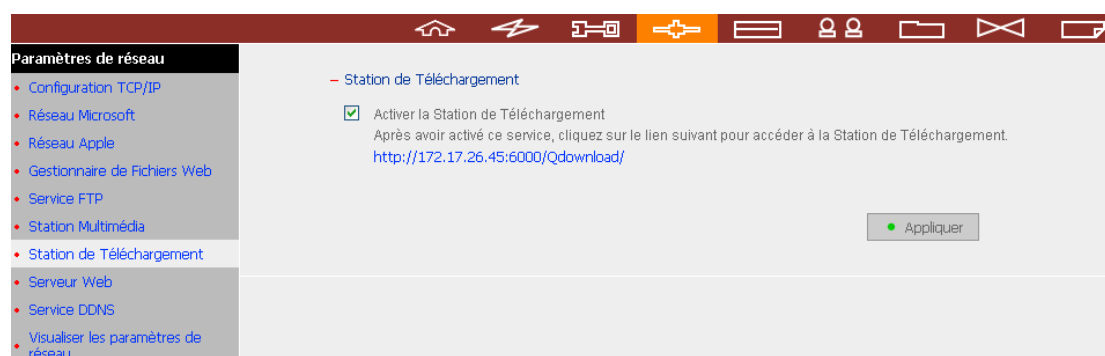 Paramètres de réseau
Configuration TCP/IP
Réseau Microsoft
Réseau Apple
Gestionnaire de Fichiers Web
Service FTP
Station Multimédia
Station de Téléchargement
Serveur Web
Service DDNS
Visualiser les paramètres de
réseau
– Station de Téléchargement
Activer la Station de Téléchargement
Après avoir activé ce service, cliquez sur le lien suivant pour accéder à la Station de Téléchargement.
http://172.17.26.45:6000/Qdownload/
Appliquer